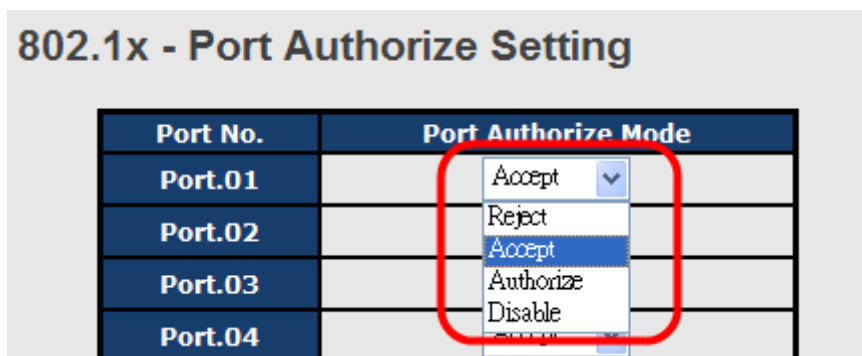 802.1x - Port Authorize Setting
Port No. Port Authorize Mode
Port.01 Accept
Reject
Port.02
Accept
Port.03 Authorize
Disable
Port.04